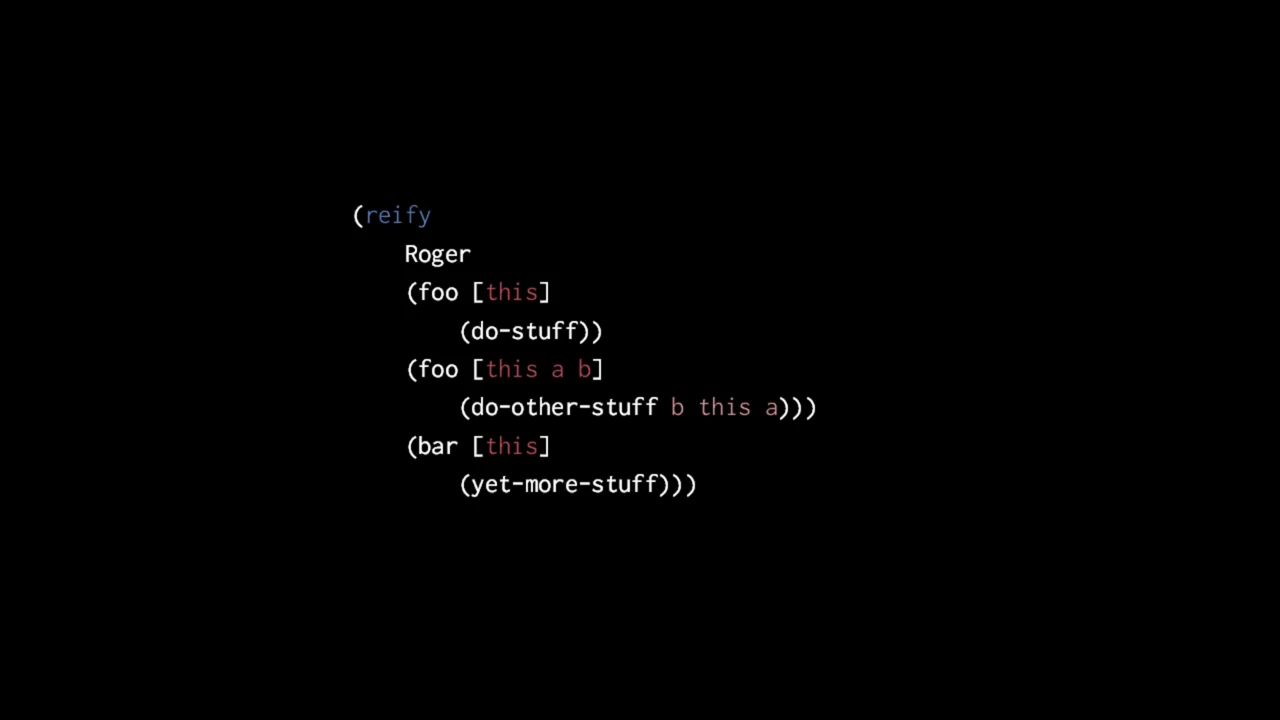 (reify
    Roger
    (foo [this]
        (do-stuff))
    (foo [this a b]
        (do-other-stuff b this a)))
    (bar [this]
        (yet-more-stuff)))